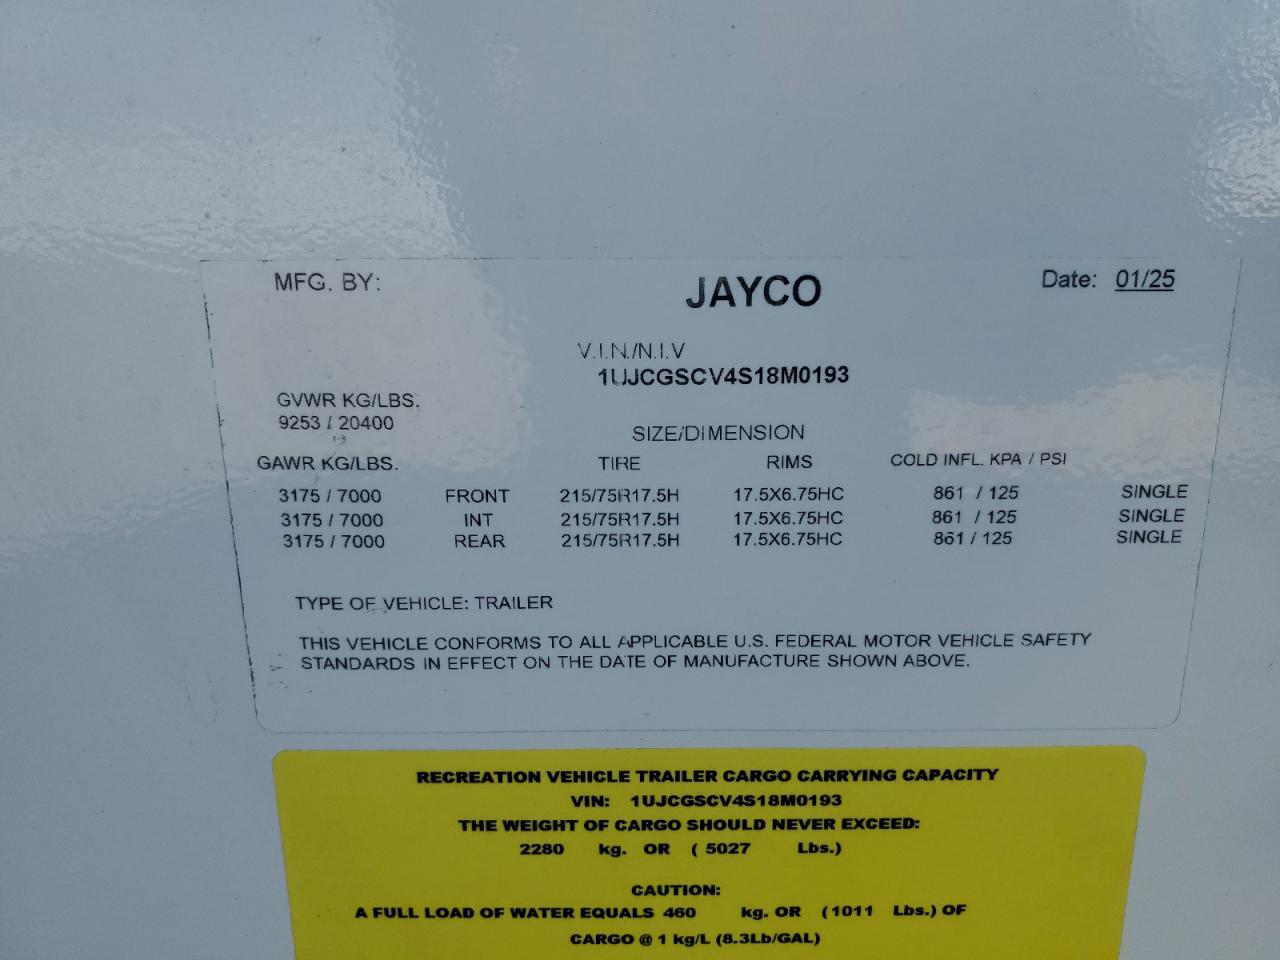 MFG. BY: JAYCO Date: 01/25
V.I.N./N.I.V
1UJCGSCV4S18M0193
GVWR KG/LBS.
9253 / 20400
SIZE/DIMENSION
GAWR KG/LBS. TIRE RIMS COLD INFL. KPA / PSI
3175 / 7000 FRONT 215/75R17.5H 17.5X6.75HC 861 / 125 SINGLE
3175 / 7000 INT 215/75R17.5H 17.5X6.75HC 861 / 125 SINGLE
3175 / 7000 REAR 215/75R17.5H 17.5X6.75HC 861 / 125 SINGLE
TYPE OF VEHICLE: TRAILER
THIS VEHICLE CONFORMS TO ALL APPLICABLE U.S. FEDERAL MOTOR VEHICLE SAFETY
STANDARDS IN EFFECT ON THE DATE OF MANUFACTURE SHOWN ABOVE.
RECREATION VEHICLE TRAILER CARGO CARRYING CAPACITY
VIN: 1UJCGSCV4S18M0193
THE WEIGHT OF CARGO SHOULD NEVER EXCEED:
2280 kg. OR ( 5027 Lbs.)
CAUTION:
A FULL LOAD OF WATER EQUALS 460 kg. OR (1011 Lbs.) OF
CARGO @ 1 kg/L (8.3Lb/GAL)